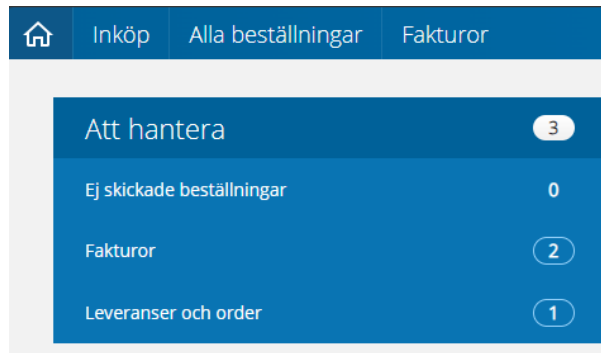 Inköp Alla beställningar Fakturor
Att hantera 3
Ej skickade beställningar 0
Fakturor 2
Leveranser och order 1